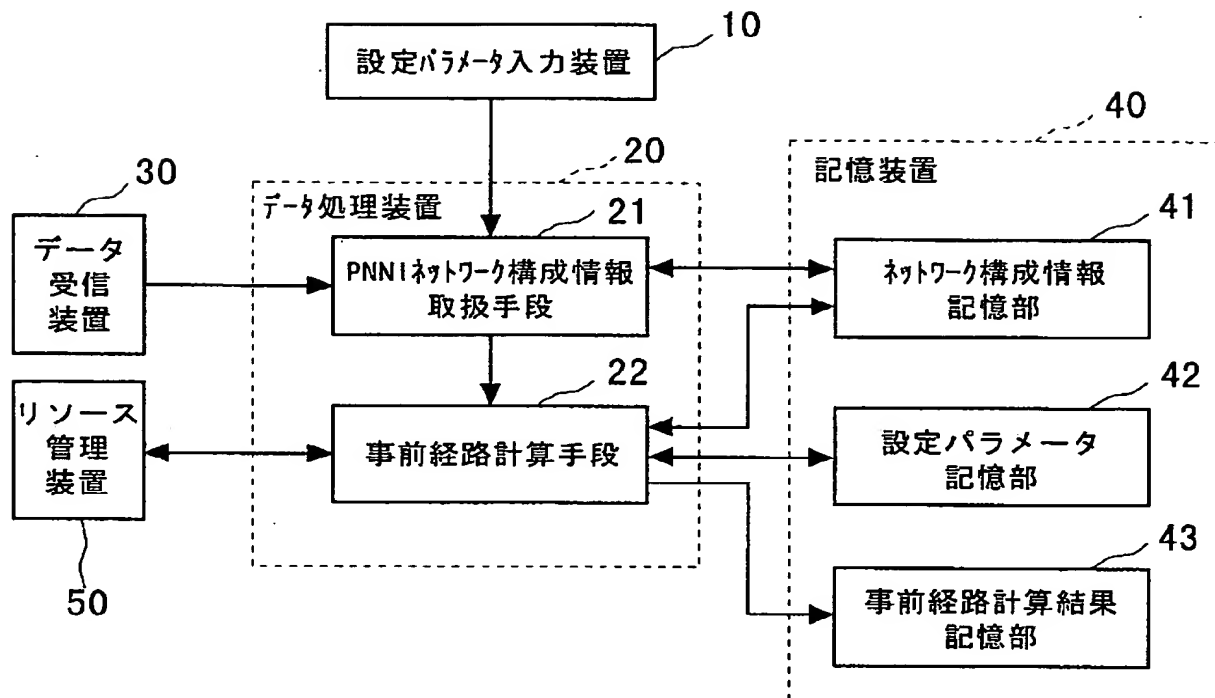 10
設定パラメータ入力装置
40
20
記憶装置
30
データ処理装置
21
41
データ
受信
装置
PNNIネットワーク構成情報
取扱手段
ネットワーク構成情報
記憶部
22
42
リソース
管理
装置
事前経路計算手段
設定パラメータ
記憶部
43
50
事前経路計算結果
記憶部